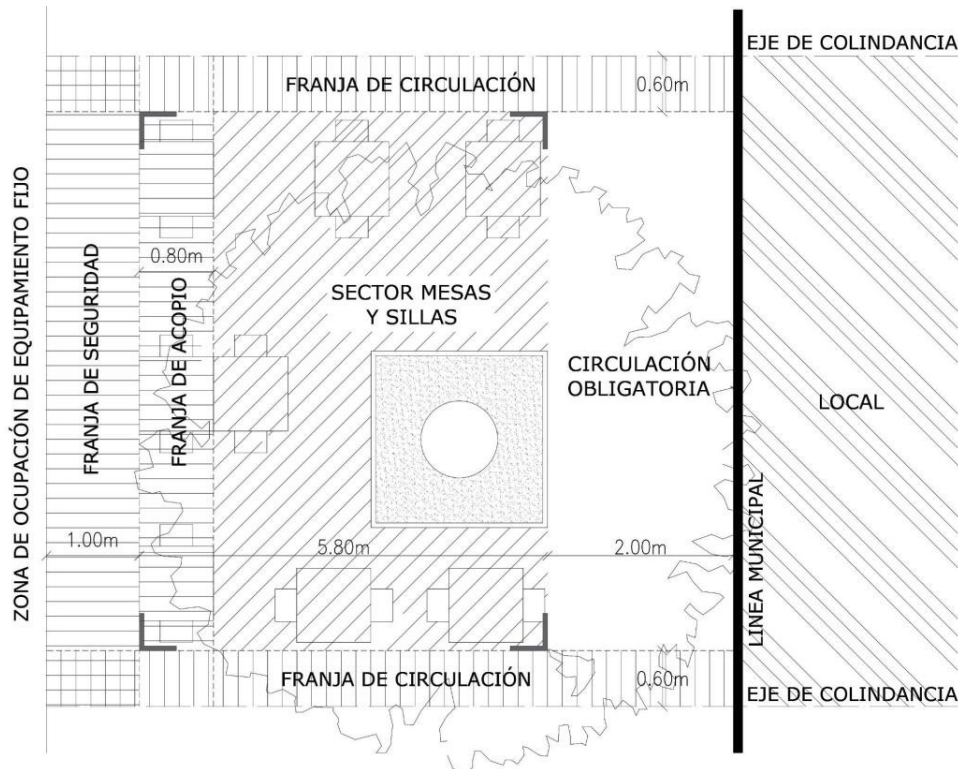 EJE DE COLINDANCIA
FRANJA DE CIRCULACIÓN
0.60m
ZONA DE OCUPACIÓN DE EQUIPAMIENTO FIJO
FRANJA DE SEGURIDAD
0.80m
FRANJA DE ACOPIO
SECTOR MESAS
Y SILLAS
CIRCULACIÓN
OBLIGATORIA
LOCAL
LINEA MUNICIPAL
1.00m
5.80m
2.00m
FRANJA DE CIRCULACIÓN
0.60m
EJE DE COLINDANCIA